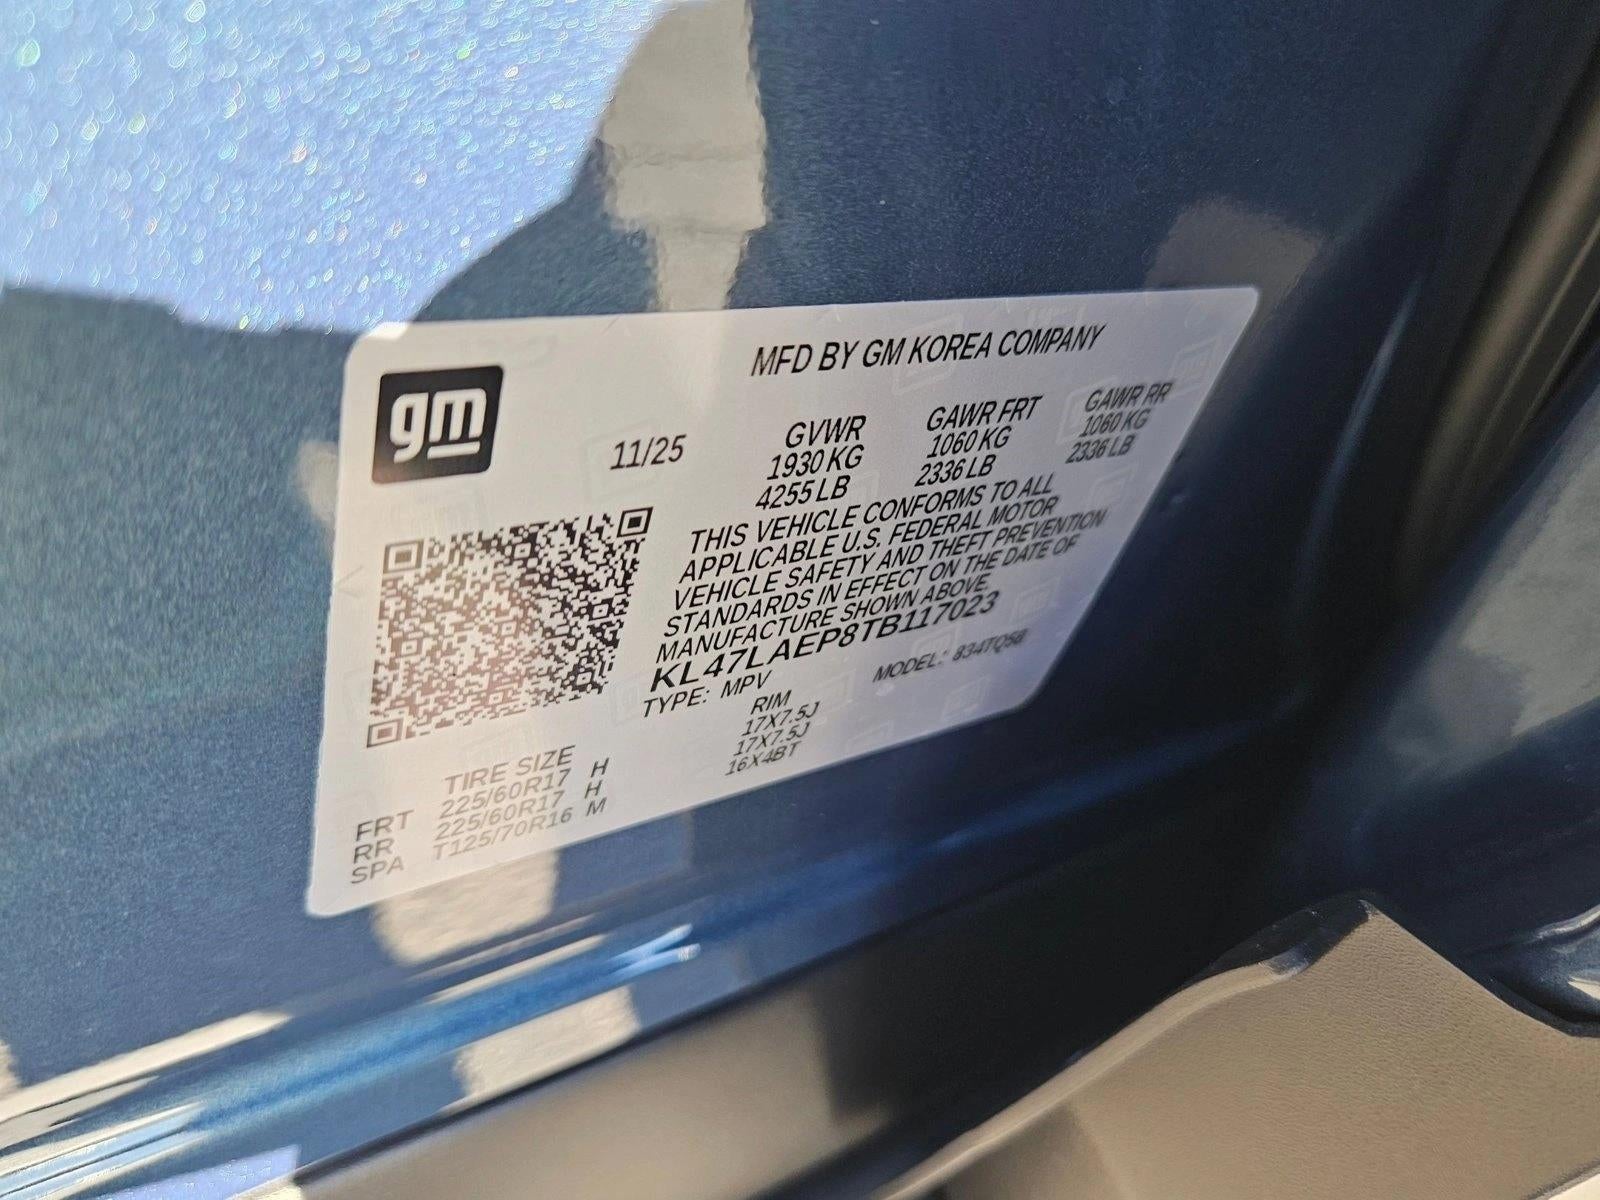 gm
MFD BY GM KOREA COMPANY
11/25
GVWR GAWR FRT GAWR RR
1930 KG 1060 KG 1060 KG
4255 LB 2336 LB 2336 LB
THIS VEHICLE CONFORMS TO ALL
APPLICABLE U.S. FEDERAL MOTOR
VEHICLE SAFETY AND THEFT PREVENTION
STANDARDS IN EFFECT ON THE DATE OF
MANUFACTURE SHOWN ABOVE.
KL47LAEP8TB117023
TYPE: MPV MODEL: 834TQ58
TIRE SIZE RIM
FRT 225/60R17 H 17X7.5J
RR 225/60R17 H 17X7.5J
SPA T125/70R16 M 16X4BT